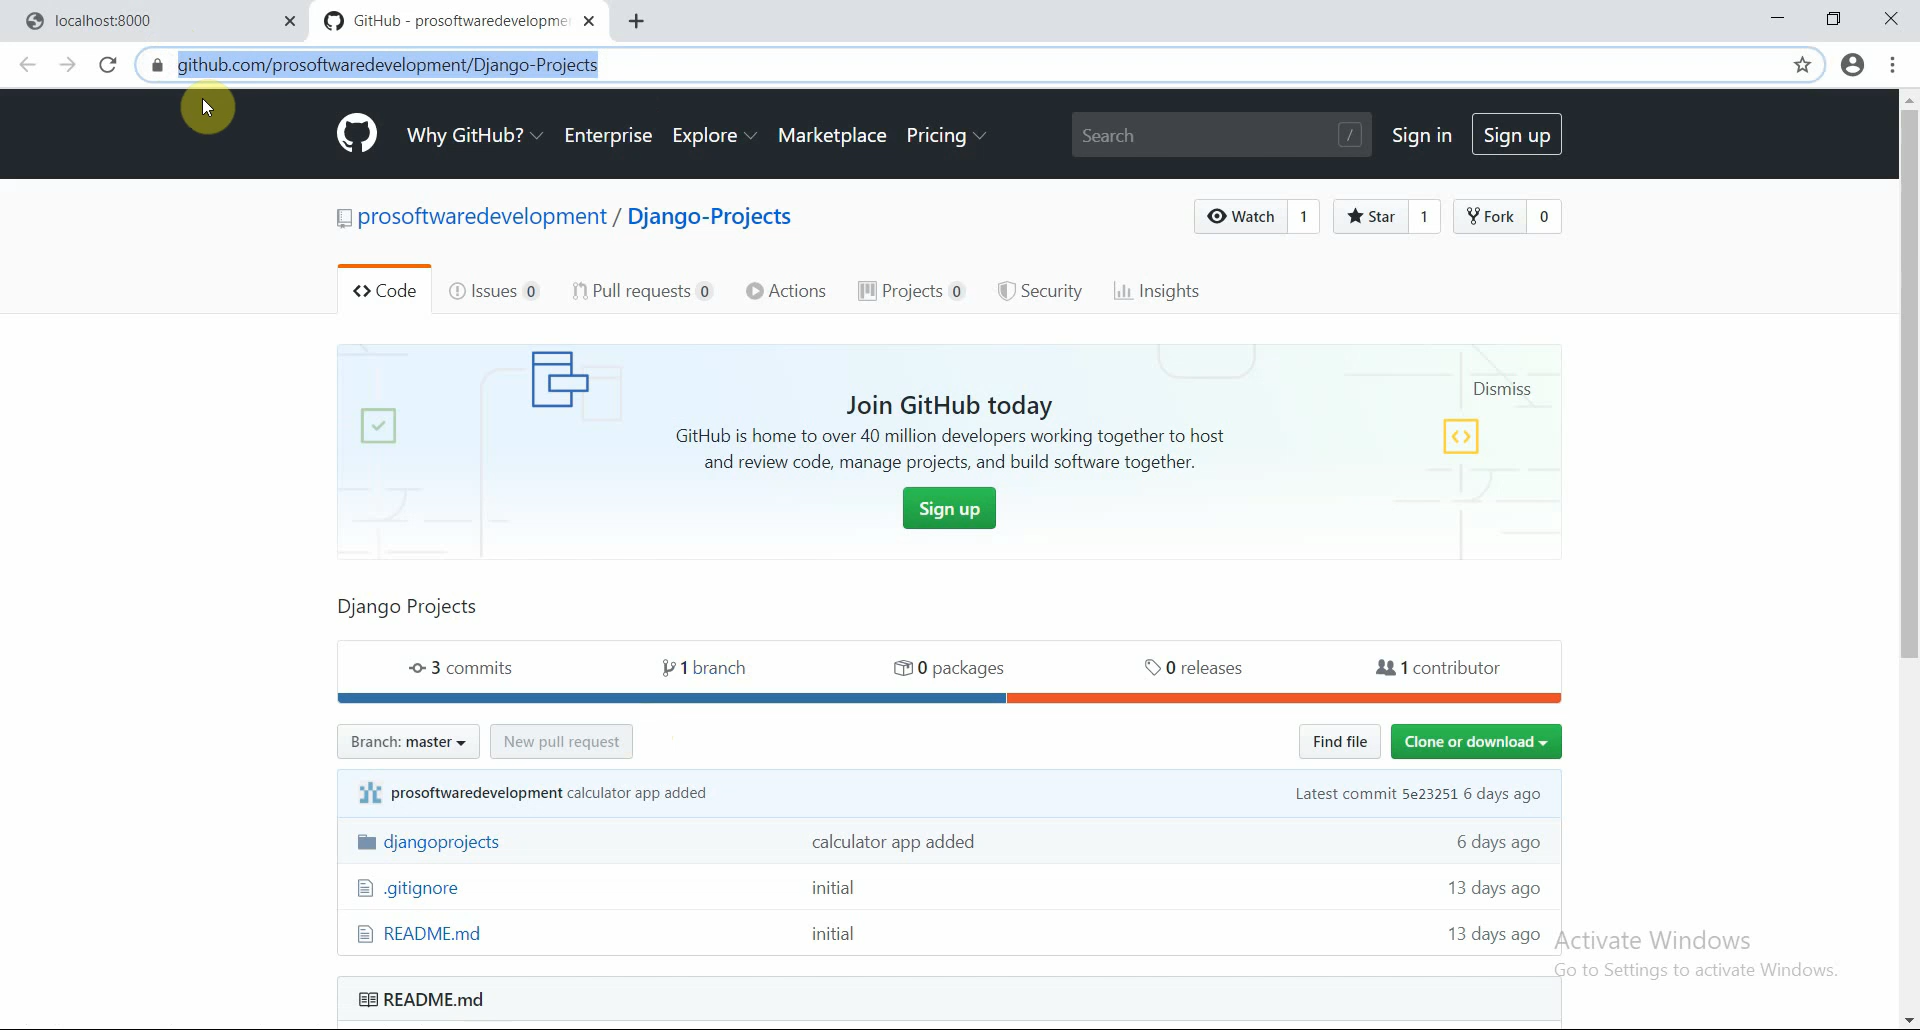 localhost:8000
GitHub - prosoftwaredevelopme
github.com/prosoftwaredevelopment/Django-Projects
Why GitHub? Enterprise Explore Marketplace Pricing Search / Sign in Sign up
prosoftwaredevelopment / Django-Projects Watch 1 Star 1 Fork 0
Code Issues 0 Pull requests 0 Actions Projects 0 Security Insights
Dismiss
Join GitHub today
GitHub is home to over 40 million developers working together to host
and review code, manage projects, and build software together.
Sign up
Django Projects
3 commits 1 branch 0 packages 0 releases 1 contributor
Branch: master New pull request Find file Clone or download
prosoftwaredevelopment calculator app added Latest commit 5e23251 6 days ago
djangoprojects calculator app added 6 days ago
.gitignore initial 13 days ago
README.md initial 13 days ago
Activate Windows
Go to Settings to activate Windows.
README.md